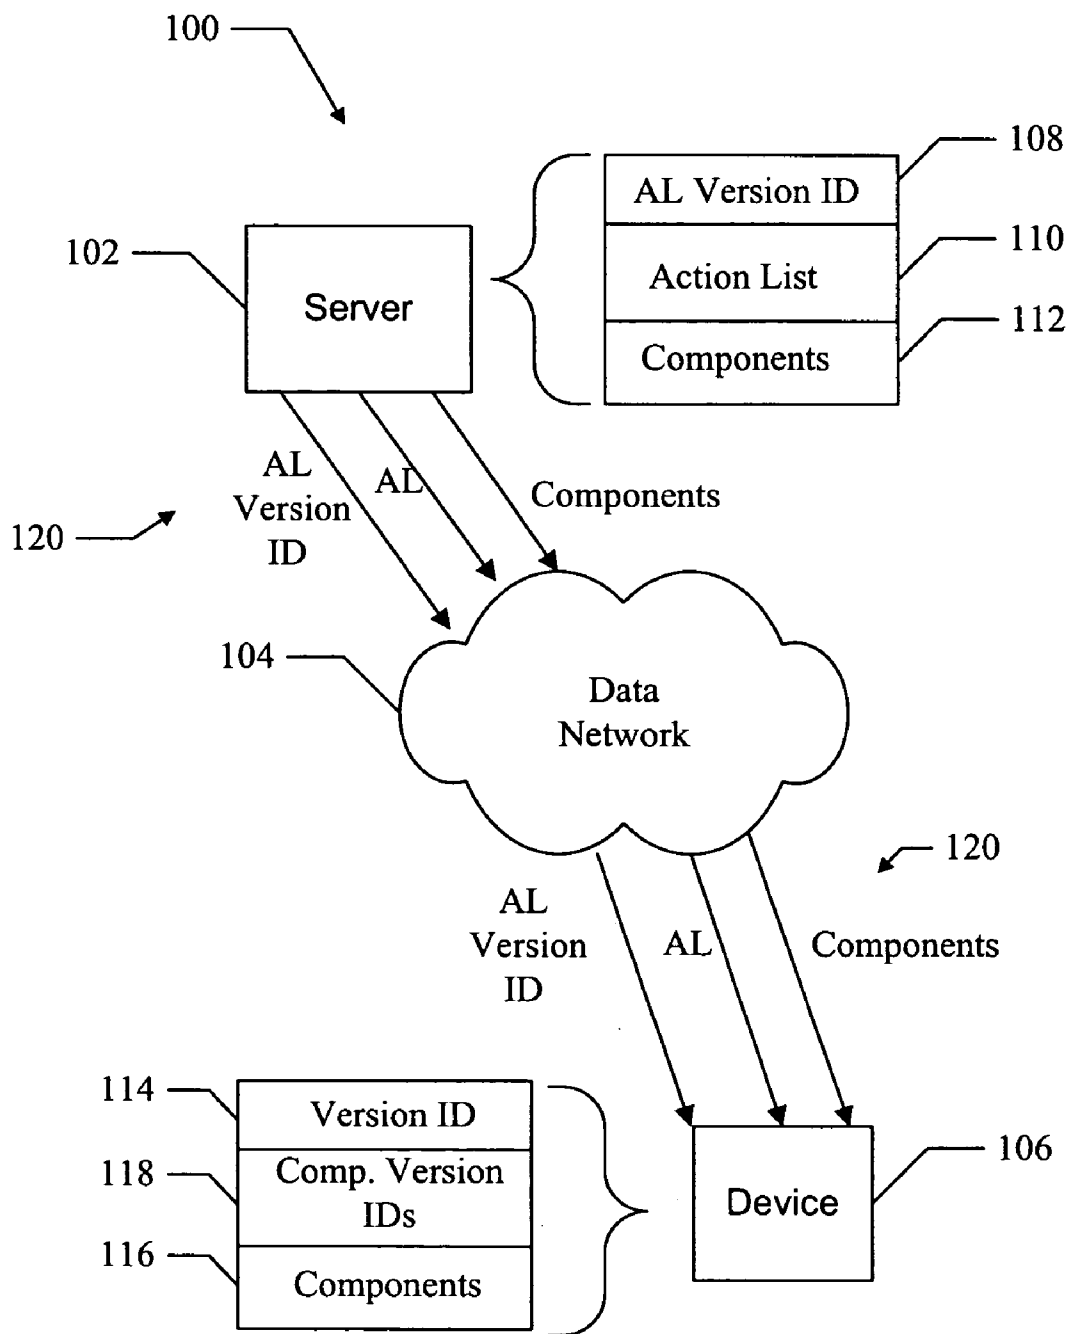 100
108
AL Version ID
102
110
Server
Action List
112
Components
AL
Version
ID
AL
Components
120
104
Data
Network
120
AL
Version
ID
AL
Components
114
Version ID
118
Comp. Version
IDs
106
Device
116
Components